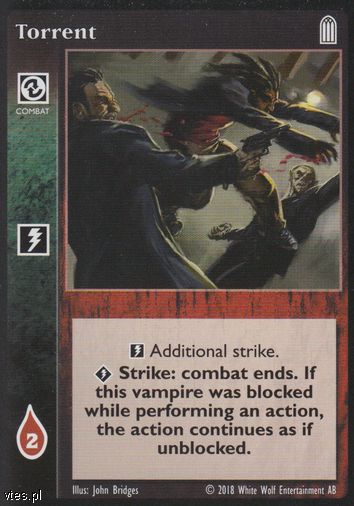 Torrent
COMBAT
Additional strike.
Strike: combat ends. If
this vampire was blocked
while performing an action,
the action continues as if
unblocked.
2
Illus: John Bridges
© 2018 White Wolf Entertainment AB
vtes.pl